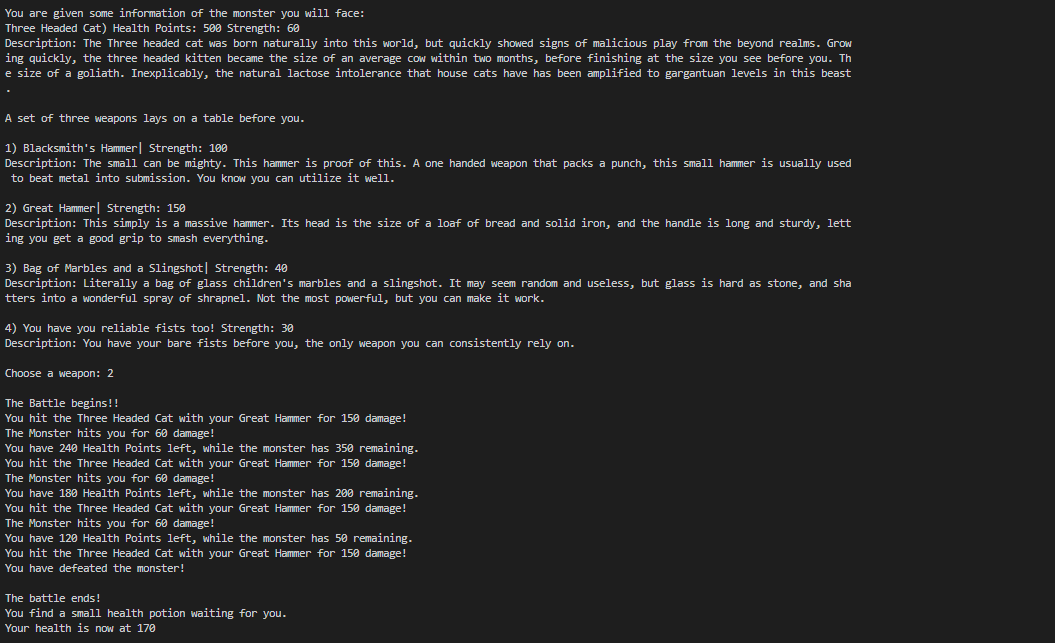 You are given some information of the monster you will face:
Three Headed Cat) Health Points: 500 Strength: 60
Description: The Three headed cat was born naturally into this world, but quickly showed signs of malicious play from the beyond realms. Grow
ing quickly, the three headed kitten became the size of an average cow within two months, before finishing at the size you see before you. Th
e size of a goliath. Inexplicably, the natural lactose intolerance that house cats have has been amplified to gargantuan levels in this beast
.
A set of three weapons lays on a table before you.
1) Blacksmith's Hammer| Strength: 100
Description: The small can be mighty. This hammer is proof of this. A one handed weapon that packs a punch, this small hammer is usually used
 to beat metal into submission. You know you can utilize it well.
2) Great Hammer| Strength: 150
Description: This simply is a massive hammer. Its head is the size of a loaf of bread and solid iron, and the handle is long and sturdy, lett
ing you get a good grip to smash everything.
3) Bag of Marbles and a Slingshot| Strength: 40
Description: Literally a bag of glass children's marbles and a slingshot. It may seem random and useless, but glass is hard as stone, and sha
tters into a wonderful spray of shrapnel. Not the most powerful, but you can make it work.
4) You have you reliable fists too! Strength: 30
Description: You have your bare fists before you, the only weapon you can consistently rely on.
Choose a weapon: 2
The Battle begins!!
You hit the Three Headed Cat with your Great Hammer for 150 damage!
The Monster hits you for 60 damage!
You have 240 Health Points left, while the monster has 350 remaining.
You hit the Three Headed Cat with your Great Hammer for 150 damage!
The Monster hits you for 60 damage!
You have 180 Health Points left, while the monster has 200 remaining.
You hit the Three Headed Cat with your Great Hammer for 150 damage!
The Monster hits you for 60 damage!
You have 120 Health Points left, while the monster has 50 remaining.
You hit the Three Headed Cat with your Great Hammer for 150 damage!
You have defeated the monster!
The battle ends!
You find a small health potion waiting for you.
Your health is now at 170